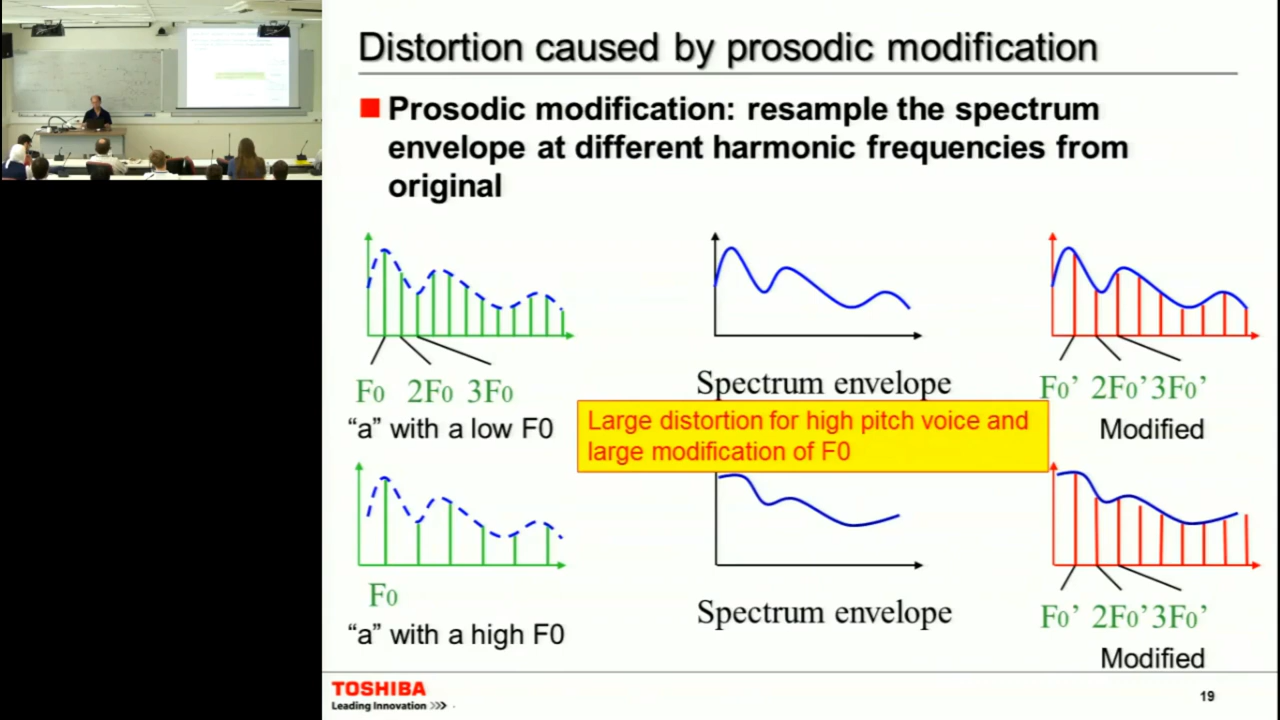 Distortion caused by prosodic modification
Prosodic modification: resample the spectrum
envelope at different harmonic frequencies from
original
F0 2F0 3F0
"a" with a low F0
Spectrum envelope
F0' 2F0' 3F0'
Modified
Large distortion for high pitch voice and
large modification of F0
F0
"a" with a high F0
Spectrum envelope
F0' 2F0' 3F0'
Modified
TOSHIBA
Leading Innovation >>>
19